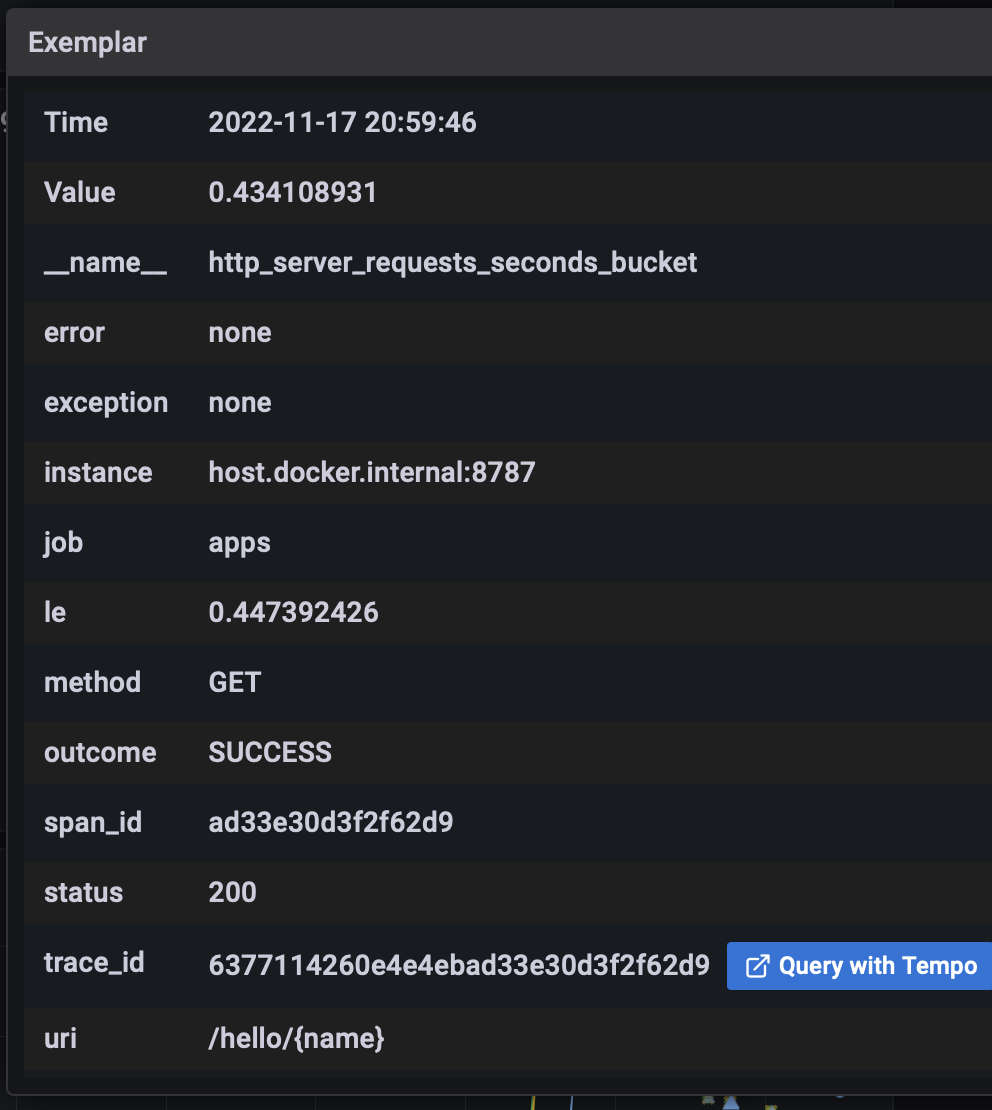 Exemplar
Time 2022-11-17 20:59:46
Value 0.434108931
__name__ http_server_requests_seconds_bucket
error none
exception none
instance host.docker.internal:8787
job apps
le 0.447392426
method GET
outcome SUCCESS
span_id ad33e30d3f2f62d9
status 200
trace_id 6377114260e4e4ebad33e30d3f2f62d9 Query with Tempo
uri /hello/{name}